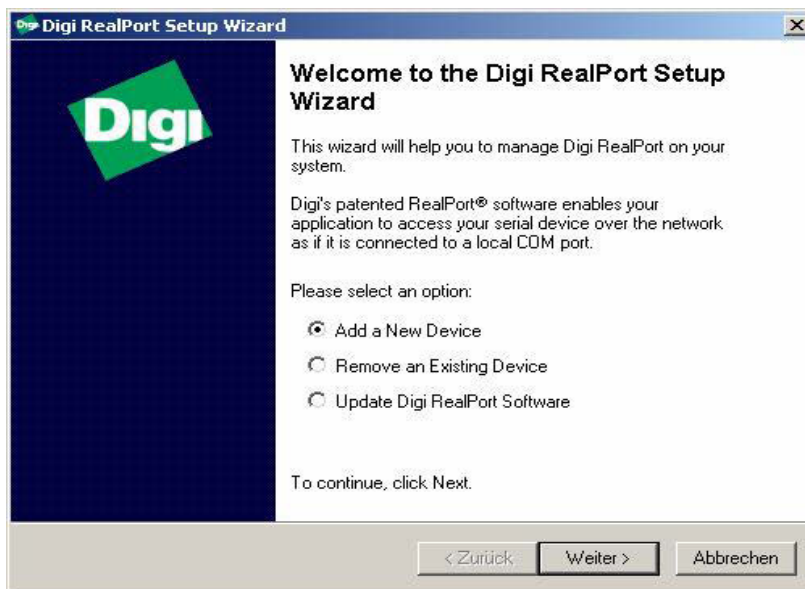 Digi Digi RealPort Setup Wizard
Digi
Welcome to the Digi RealPort Setup
Wizard
This wizard will help you to manage Digi RealPort on your
system.
Digi's patented RealPort® software enables your
application to access your serial device over the network
as if it is connected to a local COM port.
Please select an option:
Add a New Device
Remove an Existing Device
Update Digi RealPort Software
To continue, click Next.
< Zurück
Weiter >
Abbrechen